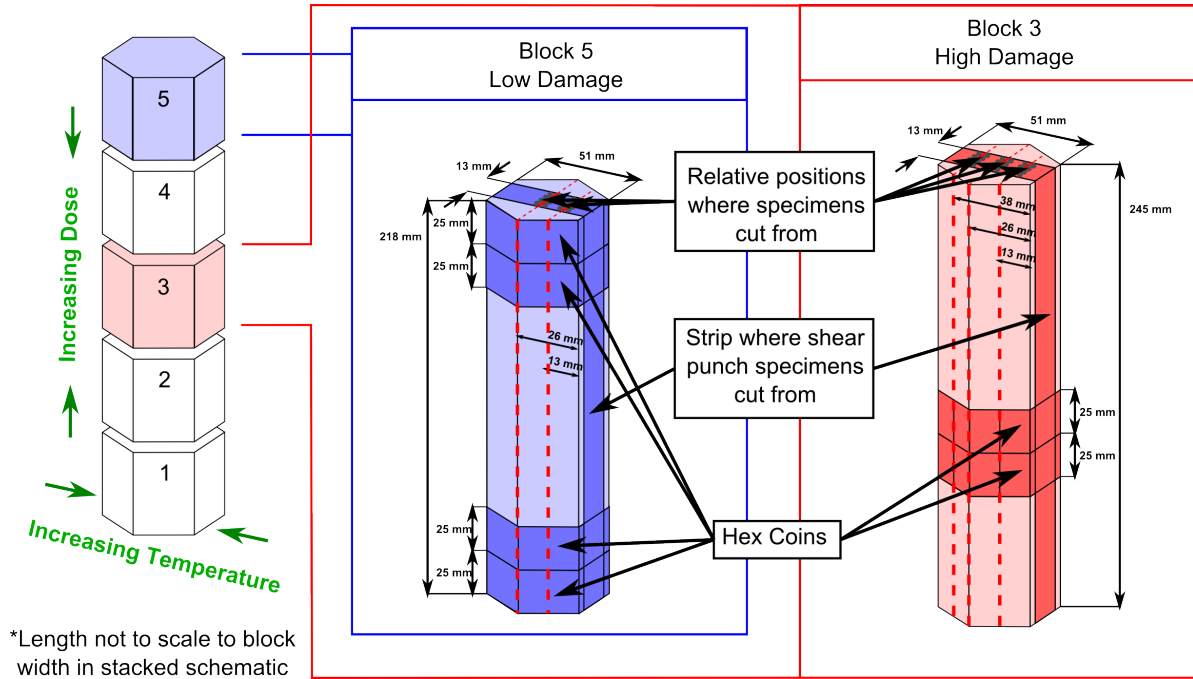 5
4
3
2
1
Increasing Dose
Increasing Temperature
*Length not to scale to block
width in stacked schematic
Block 5
Low Damage
13 mm
51 mm
25 mm
218 mm
25 mm
26 mm
13 mm
25 mm
25 mm
Relative positions
where specimens
cut from
Strip where shear
punch specimens
cut from
Hex Coins
Block 3
High Damage
13 mm
51 mm
38 mm
245 mm
26 mm
13 mm
25 mm
25 mm